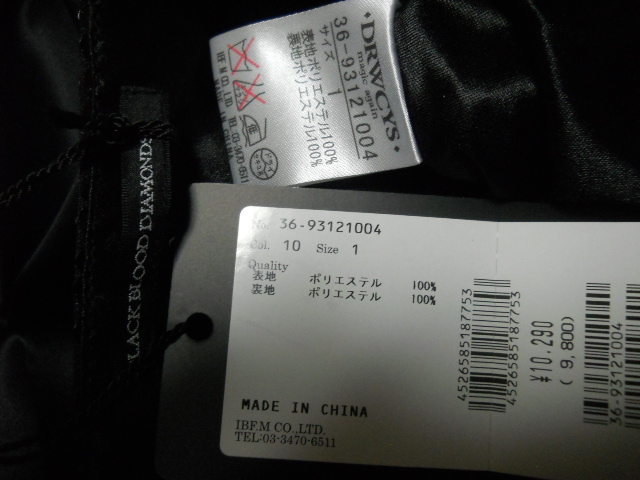 DRWCYS
magic again
36-93121004
サイズ 1
表地ポリエステル100%
裏地ポリエステル100%
LACK BLOOD DIAMONDS
No. 36-93121004
Col. 10 Size 1
Quality
表地 ポリエステル 100%
裏地 ポリエステル 100%
MADE IN CHINA
IBF.M CO.,LTD.
TEL-03-3470-6511
4526585187753
4526585187753
¥10,290
( 9,800)
36-93121004